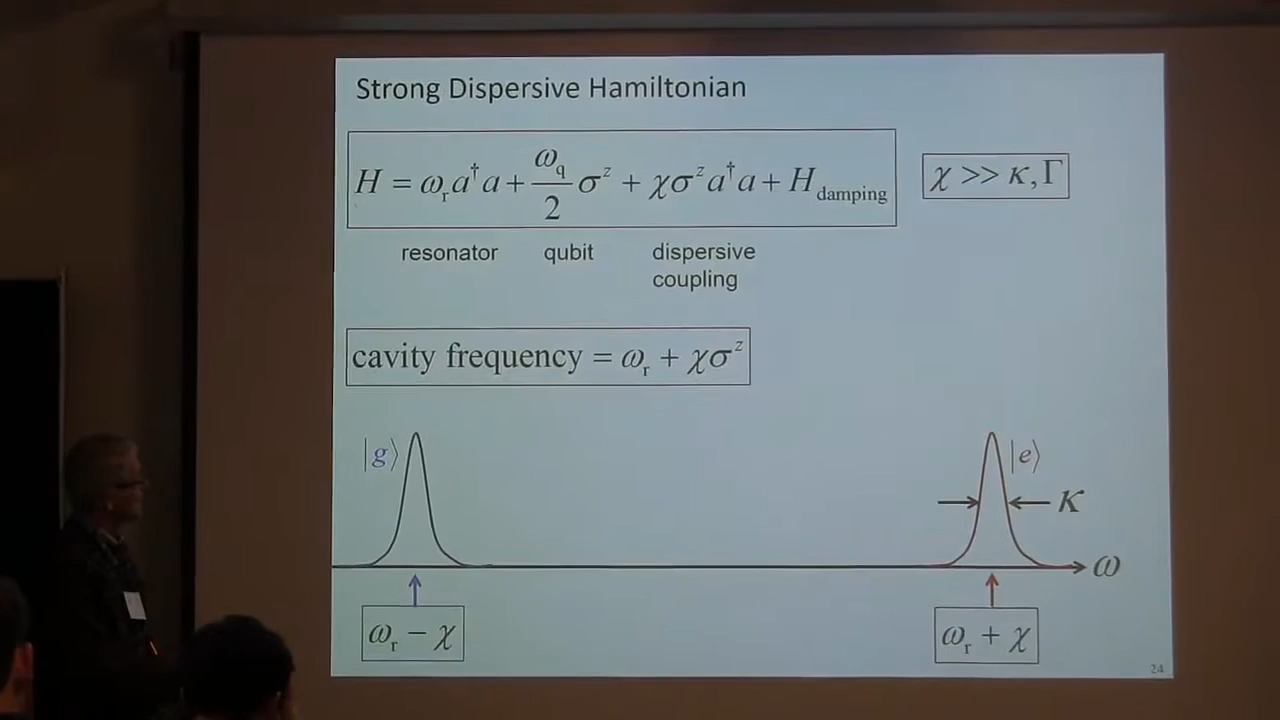 Strong Dispersive Hamiltonian
H = ω_r a†a + ω_q/2 σ^z + χσ^z a†a + H_damping
χ >> κ, Γ
resonator qubit dispersive
coupling
cavity frequency = ω_r + χσ^z
|g⟩ |e⟩
κ
ω
ω_r − χ ω_r + χ
24